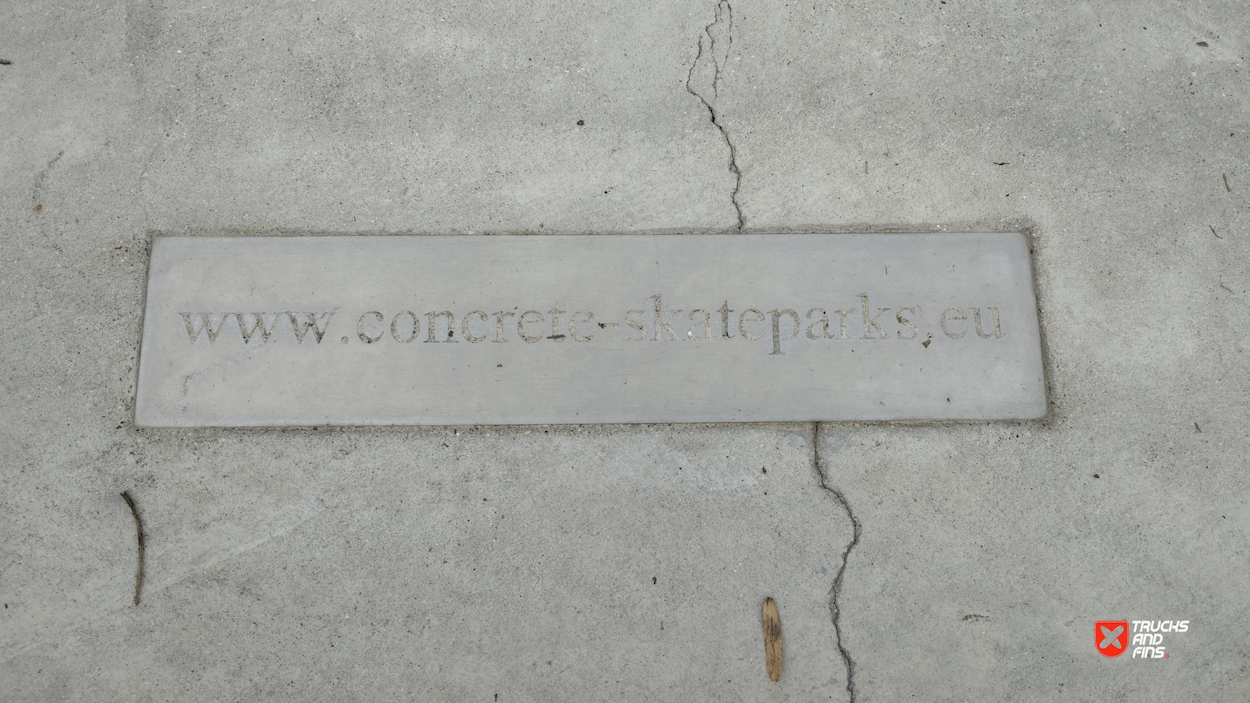 www.concrete-skateparks.eu
TRUCKS
AND
FINS.